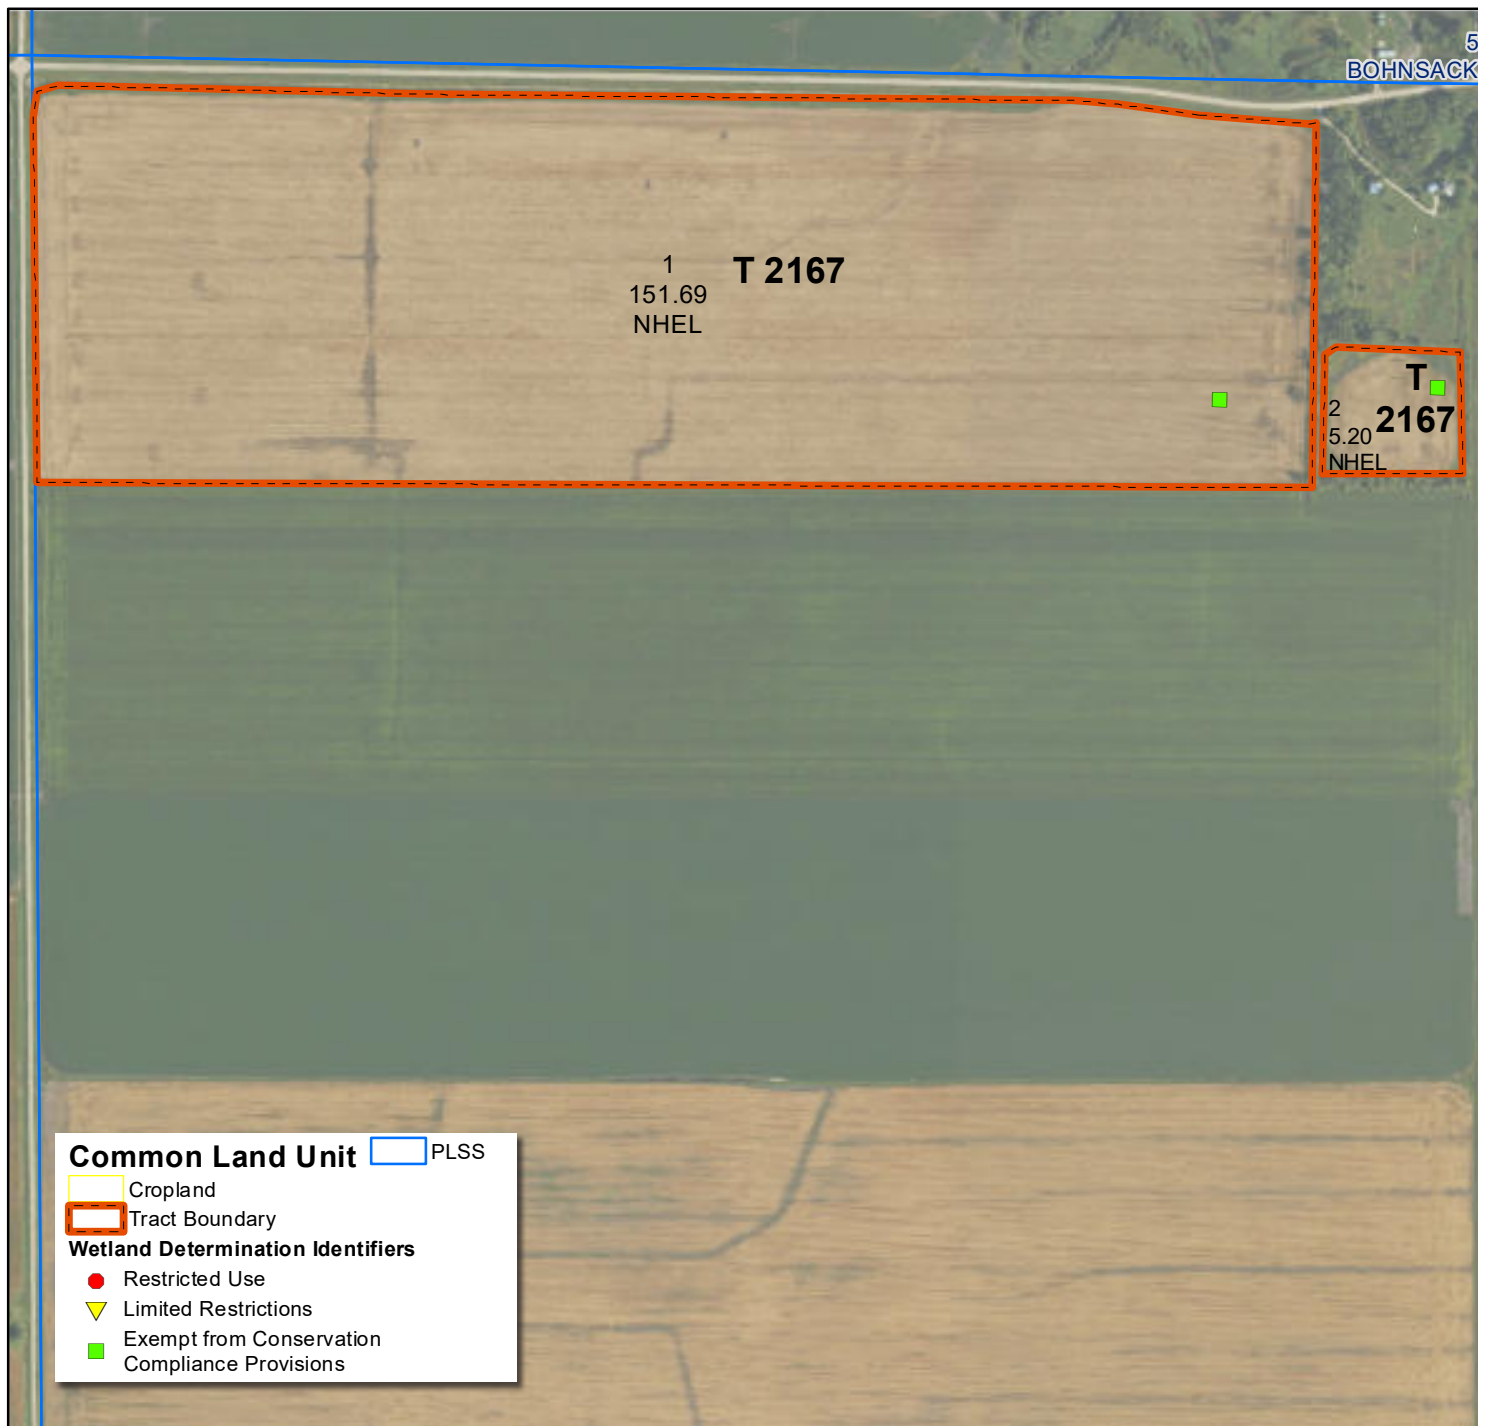 5
BOHNSACK
1
151.69
NHEL
T 2167
T
2167
2
5.20
NHEL
Common Land Unit
PLSS
Cropland
Tract Boundary
Wetland Determination Identifiers
Restricted Use
Limited Restrictions
Exempt from Conservation
Compliance Provisions